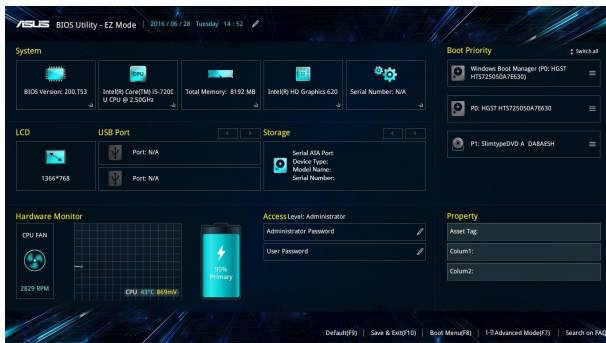 ASUS BIOS Utility - EZ Mode 2016 / 06 / 28 Tuesday 14 : 52
System
BIOS Version: 200.T53
CPU
Intel(R) Core(TM) i5-7200
U CPU @ 2.50GHz
Total Memory: 8192 MB
Intel(R) HD Graphics 620
Serial Number: N/A
Boot Priority
Switch all
Windows Boot Manager (P0: HGST
HTS725050A7E630)
P0: HGST HTS725050A7E630
P1: SlimtypeDVD A DA8AESH
LCD
1366*768
USB Port
Port: N/A
Port: N/A
Storage
Serial ATA Port
Device Type:
Model Name:
Serial Number:
Hardware Monitor
CPU FAN
2829 RPM
CPU 43°C 869mV
90%
Primary
Access Level: Administrator
Administrator Password
User Password
Property
Asset Tag:
Colum1:
Colum2:
Default(F9) | Save & Exit(F10) | Boot Menu(F8) | Advanced Mode(F7) | Search on FAQ